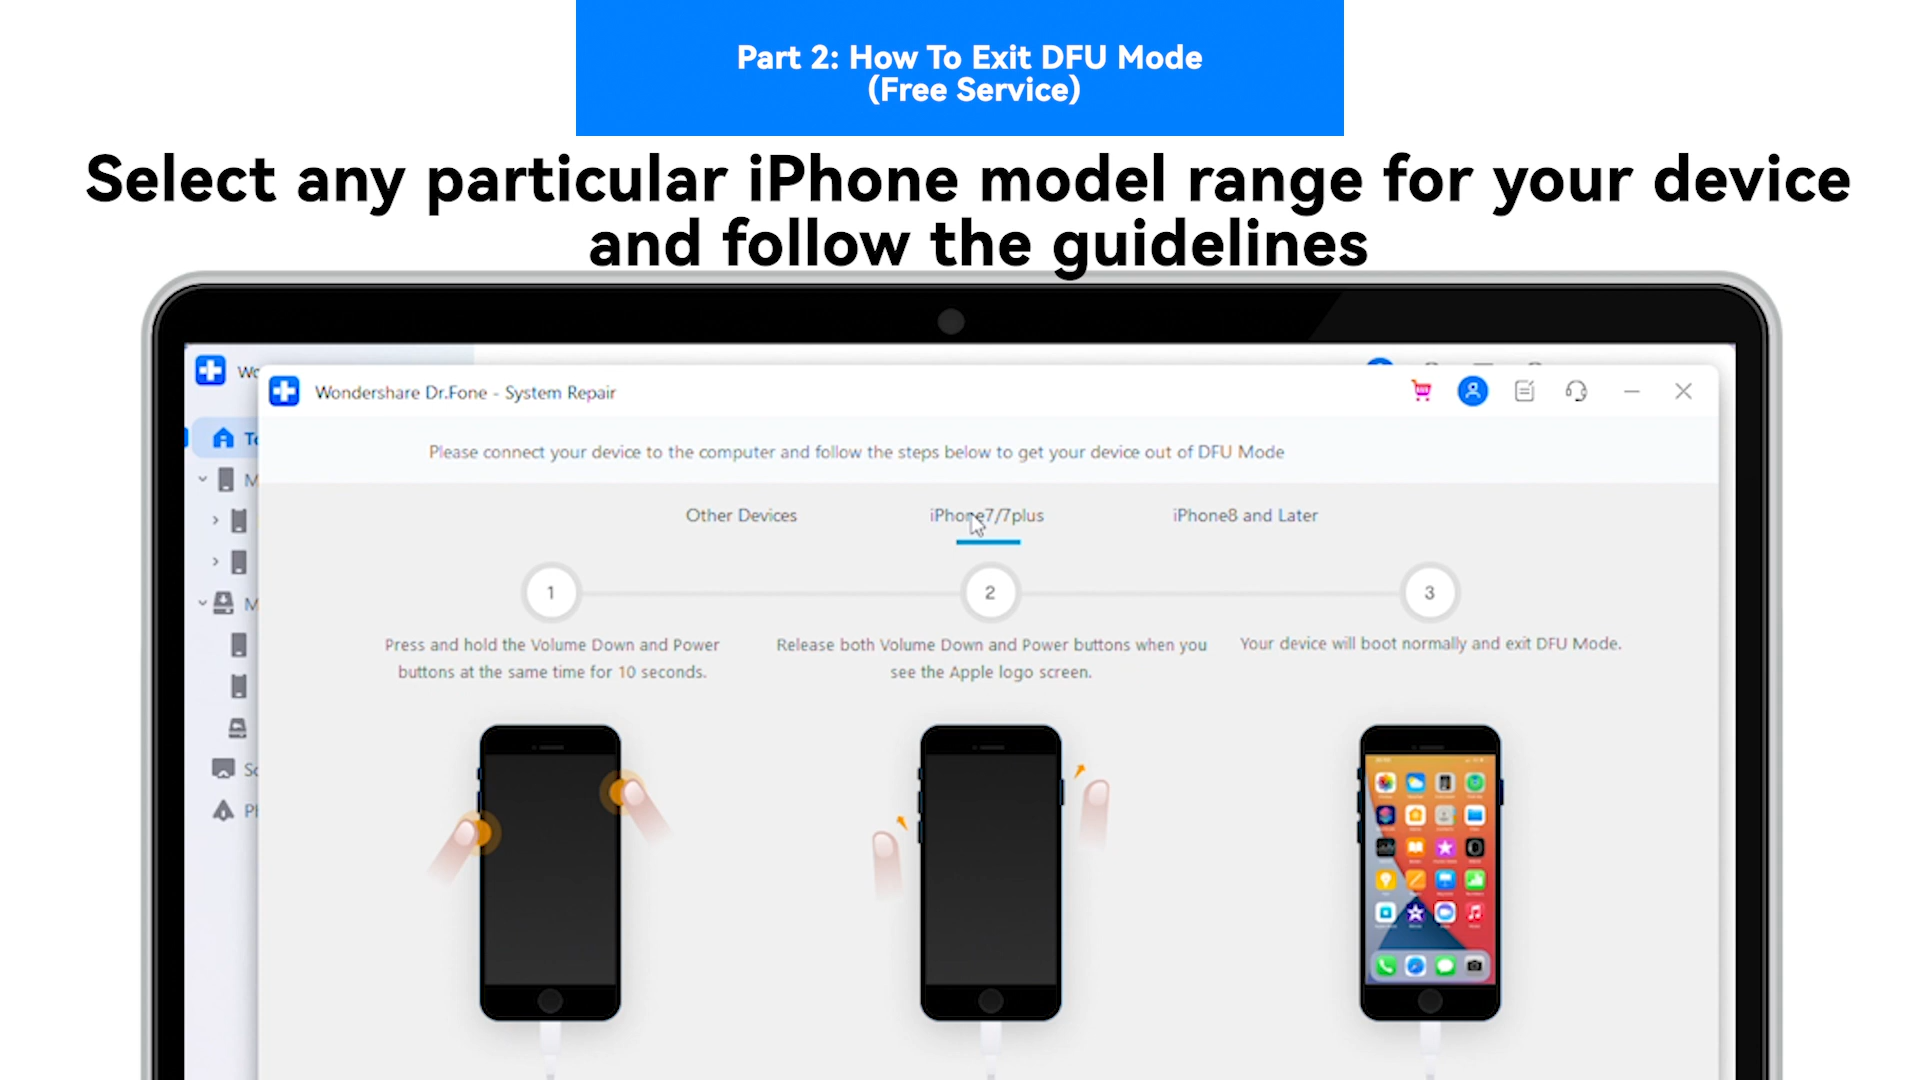 Part 2: How To Exit DFU Mode
(Free Service)
Select any particular iPhone model range for your device
and follow the guidelines
Wondershare Dr.Fone - System Repair
Please connect your device to the computer and follow the steps below to get your device out of DFU Mode
Other Devices
iPhone7/7plus
iPhone8 and Later
1
2
3
Press and hold the Volume Down and Power
buttons at the same time for 10 seconds.
Release both Volume Down and Power buttons when you
see the Apple logo screen.
Your device will boot normally and exit DFU Mode.